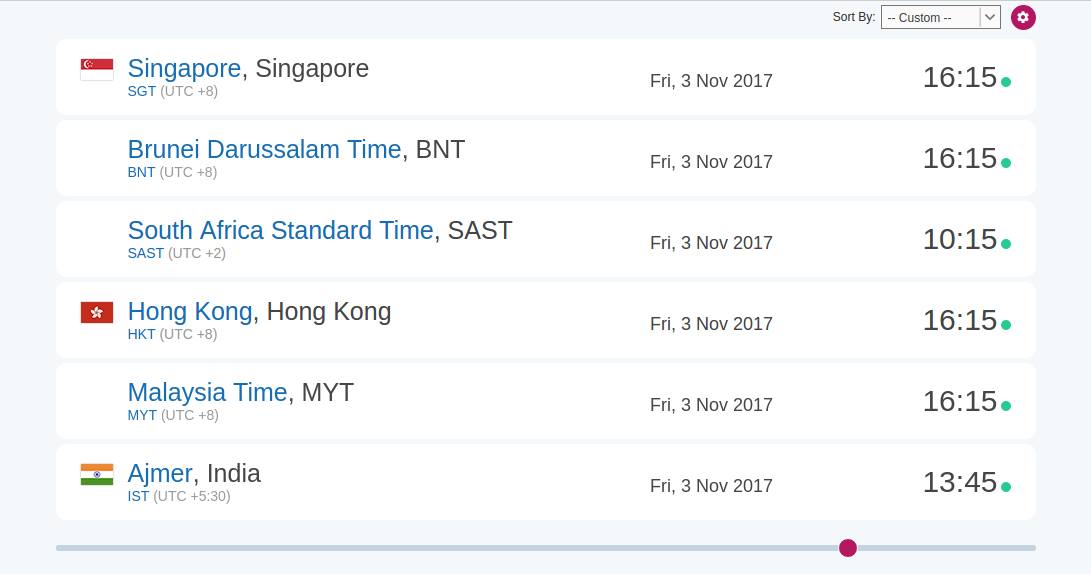 Sort By: -- Custom --
Singapore, Singapore
SGT (UTC +8)
Fri, 3 Nov 2017
16:15
Brunei Darussalam Time, BNT
BNT (UTC +8)
Fri, 3 Nov 2017
16:15
South Africa Standard Time, SAST
SAST (UTC +2)
Fri, 3 Nov 2017
10:15
Hong Kong, Hong Kong
HKT (UTC +8)
Fri, 3 Nov 2017
16:15
Malaysia Time, MYT
MYT (UTC +8)
Fri, 3 Nov 2017
16:15
Ajmer, India
IST (UTC +5:30)
Fri, 3 Nov 2017
13:45